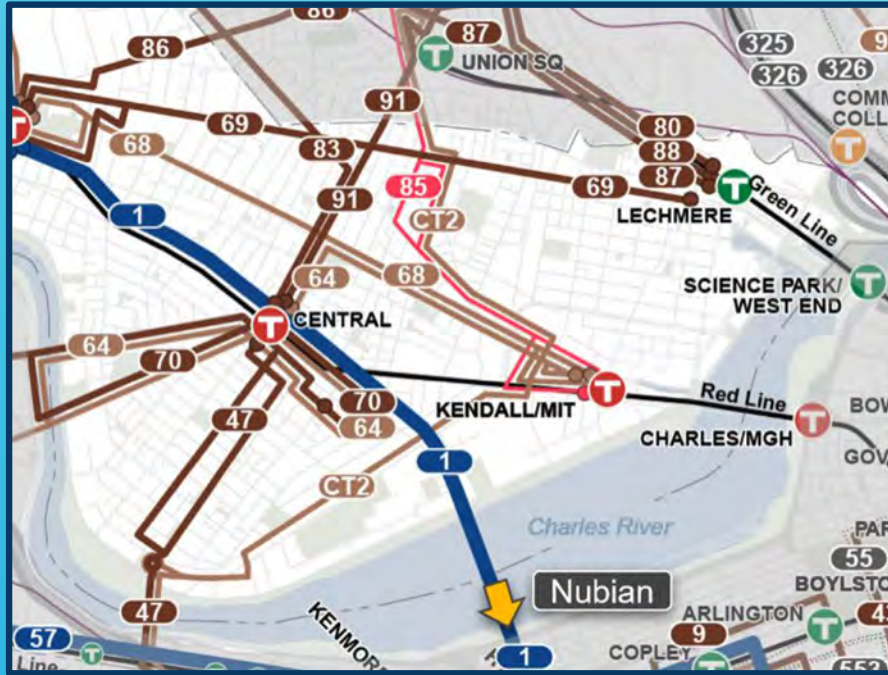 86
86
87
T
UNION SQ
325
326
326
9
COMM
COLL
T
91
T
68
69
83
80
88
87
91
85
69
T
Green Line
LECHMERE
1
CT2
64
68
SCIENCE PARK/
WEST END
T
T
CENTRAL
64
70
70
64
KENDALL/MIT
T
Red Line
T
CHARLES/MGH
BOW
GOV
47
1
CT2
Charles River
PAR
55
BOYLSTO
Nubian
47
KENMOR
ARLINGTON
T
57
Line
T
9
COPLEY
T
1
553